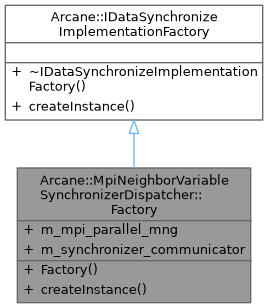 Arcane::IDataSynchronize
ImplementationFactory
+ ~IDataSynchronizeImplementation
Factory()
+ createInstance()
Arcane::MpiNeighborVariable
SynchronizerDispatcher::
Factory
+ m_mpi_parallel_mng
+ m_synchronizer_communicator
+ Factory()
+ createInstance()